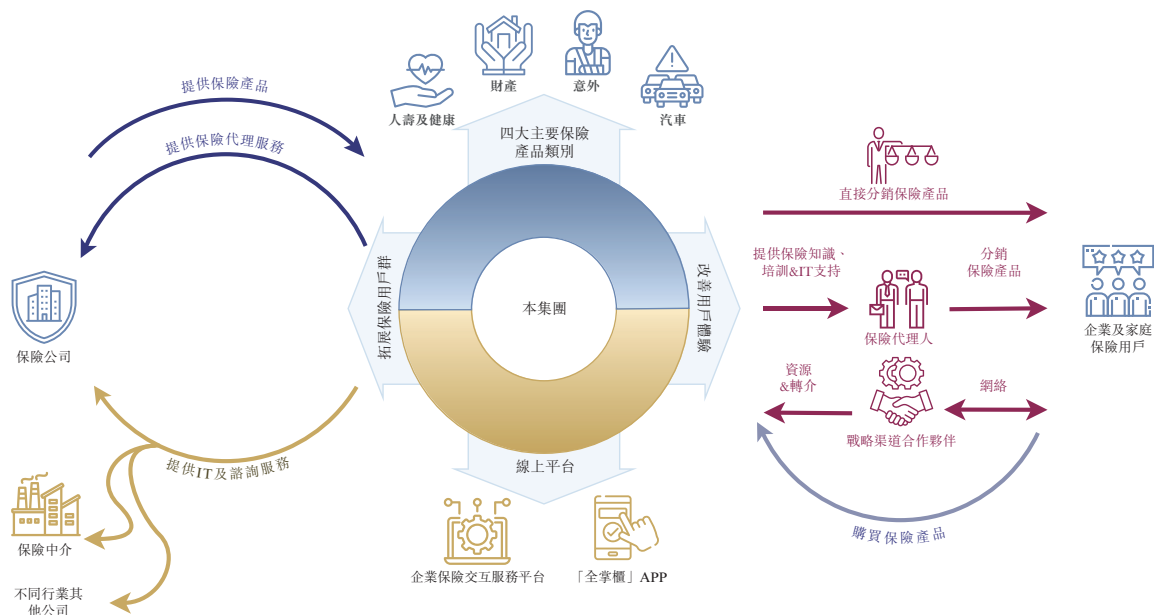 人壽及健康
財產
意外
汽車
四大主要保險
產品類別
提供保險產品
提供保險代理服務
保險公司
拓展保險用戶群
本集團
改善用戶體驗
直接分銷保險產品
提供保險知識、
培訓&IT支持
保險代理人
分銷
保險產品
企業及家庭
保險用戶
資源
&轉介
戰略渠道合作夥伴
網絡
購買保險產品
提供IT及諮詢服務
保險中介
不同行業其
他公司
線上平台
企業保險交互服務平台
「全掌櫃」APP